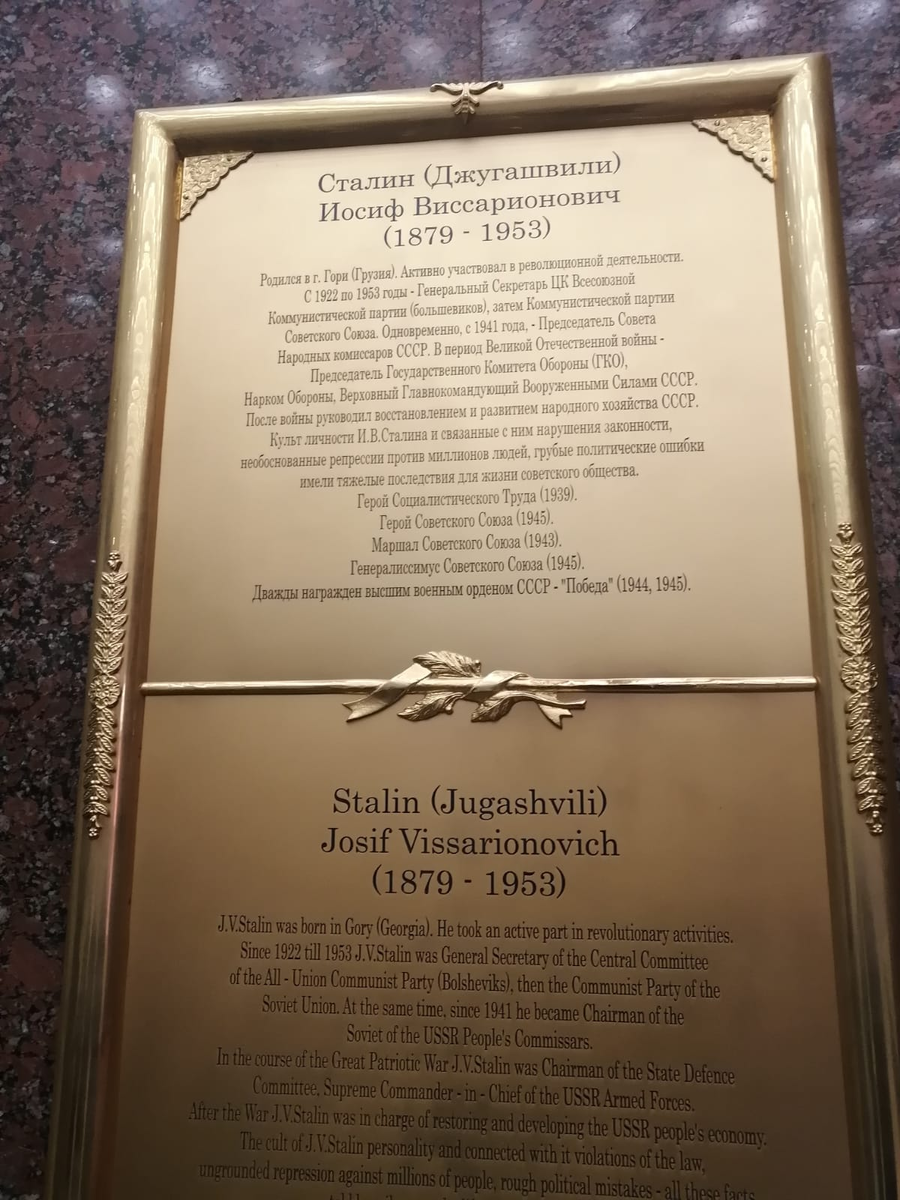 Сталин (Джугашвили)
Иосиф Виссарионович
(1879 - 1953)
Родился в г. Гори (Грузия). Активно участвовал в революционной деятельности.
С 1922 по 1953 годы - Генеральный Секретарь ЦК Всесоюзной
Коммунистической партии (большевиков), затем Коммунистической партии
Советского Союза. Одновременно, с 1941 года, - Председатель Совета
Народных комиссаров СССР. В период Великой Отечественной войны -
Председатель Государственного Комитета Обороны (ГКО),
Нарком Обороны, Верховный Главнокомандующий Вооруженными Силами СССР.
После войны руководил восстановлением и развитием народного хозяйства СССР.
Культ личности И.В.Сталина и связанные с ним нарушения законности,
необоснованные репрессии против миллионов людей, грубые политические ошибки
имели тяжелые последствия для жизни советского общества.
Герой Социалистического Труда (1939).
Герой Советского Союза (1945).
Маршал Советского Союза (1943).
Генералиссимус Советского Союза (1945).
Дважды награжден высшим военным орденом СССР - "Победа" (1944, 1945).
Stalin (Jugashvili)
Josif Vissarionovich
(1879 - 1953)
J.V.Stalin was born in Gory (Georgia). He took an active part in revolutionary activities.
Since 1922 till 1953 J.V.Stalin was General Secretary of the Central Committee
of the All - Union Communist Party (Bolsheviks), then the Communist Party of the
Soviet Union. At the same time, since 1941 he became Chairman of the
Soviet of the USSR People's Commissars.
In the course of the Great Patriotic War J.V.Stalin was Chairman of the State Defence
Committee, Supreme Commander - in - Chief of the USSR Armed Forces.
After the War J.V.Stalin was in charge of restoring and developing the USSR people's economy.
The cult of J.V.Stalin personality and connected with it violations of the law,
ungrounded repression against millions of people, rough political mistakes - all these facts